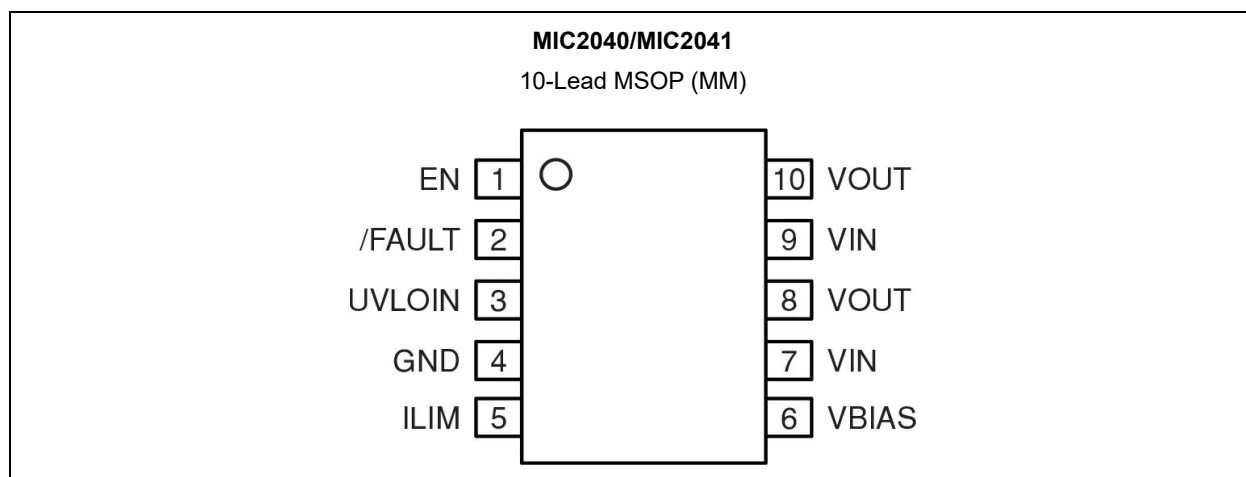 MIC2040/MIC2041
10-Lead MSOP (MM)
EN 1 10 VOUT
/FAULT 2 9 VIN
UVLOIN 3 8 VOUT
GND 4 7 VIN
ILIM 5 6 VBIAS